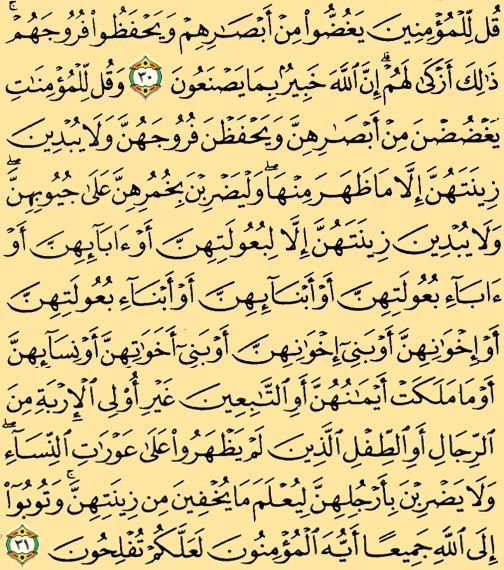 قُل لِّلْمُؤْمِنِينَ يَغُضُّوا۟ مِنْ أَبْصَٰرِهِمْ وَيَحْفَظُوا۟ فُرُوجَهُمْ ۚ
ذَٰلِكَ أَزْكَىٰ لَهُمْ ۗ إِنَّ ٱللَّهَ خَبِيرٌۢ بِمَا يَصْنَعُونَ ٣٠ وَقُل لِّلْمُؤْمِنَٰتِ
يَغْضُضْنَ مِنْ أَبْصَٰرِهِنَّ وَيَحْفَظْنَ فُرُوجَهُنَّ وَلَا يُبْدِينَ
زِينَتَهُنَّ إِلَّا مَا ظَهَرَ مِنْهَا ۖ وَلْيَضْرِبْنَ بِخُمُرِهِنَّ عَلَىٰ جُيُوبِهِنَّ ۖ
وَلَا يُبْدِينَ زِينَتَهُنَّ إِلَّا لِبُعُولَتِهِنَّ أَوْ ءَابَآئِهِنَّ أَوْ
ءَابَآءِ بُعُولَتِهِنَّ أَوْ أَبْنَآئِهِنَّ أَوْ أَبْنَآءِ بُعُولَتِهِنَّ
أَوْ إِخْوَٰنِهِنَّ أَوْ بَنِىٓ إِخْوَٰنِهِنَّ أَوْ بَنِىٓ أَخَوَٰتِهِنَّ أَوْ نِسَآئِهِنَّ
أَوْ مَا مَلَكَتْ أَيْمَٰنُهُنَّ أَوِ ٱلتَّٰبِعِينَ غَيْرِ أُو۟لِى ٱلْإِرْبَةِ مِنَ
ٱلرِّجَالِ أَوِ ٱلطِّفْلِ ٱلَّذِينَ لَمْ يَظْهَرُوا۟ عَلَىٰ عَوْرَٰتِ ٱلنِّسَآءِ ۖ
وَلَا يَضْرِبْنَ بِأَرْجُلِهِنَّ لِيُعْلَمَ مَا يُخْفِينَ مِن زِينَتِهِنَّ ۚ وَتُوبُوٓا۟
إِلَى ٱللَّهِ جَمِيعًا أَيُّهَ ٱلْمُؤْمِنُونَ لَعَلَّكُمْ تُفْلِحُونَ ٣١